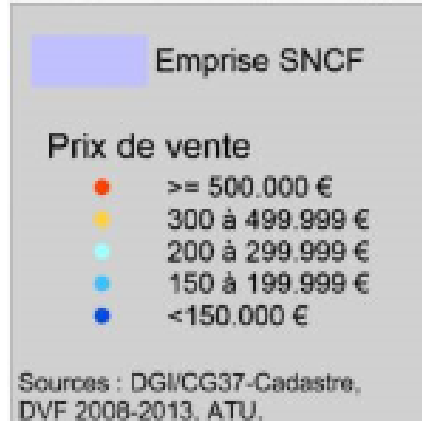 Emprise SNCF
Prix de vente
>= 500.000 €
300 à 499.999 €
200 à 299.999 €
150 à 199.999 €
<150.000 €
Sources : DGI/CG37-Cadastre,
DVF 2008-2013, ATU.